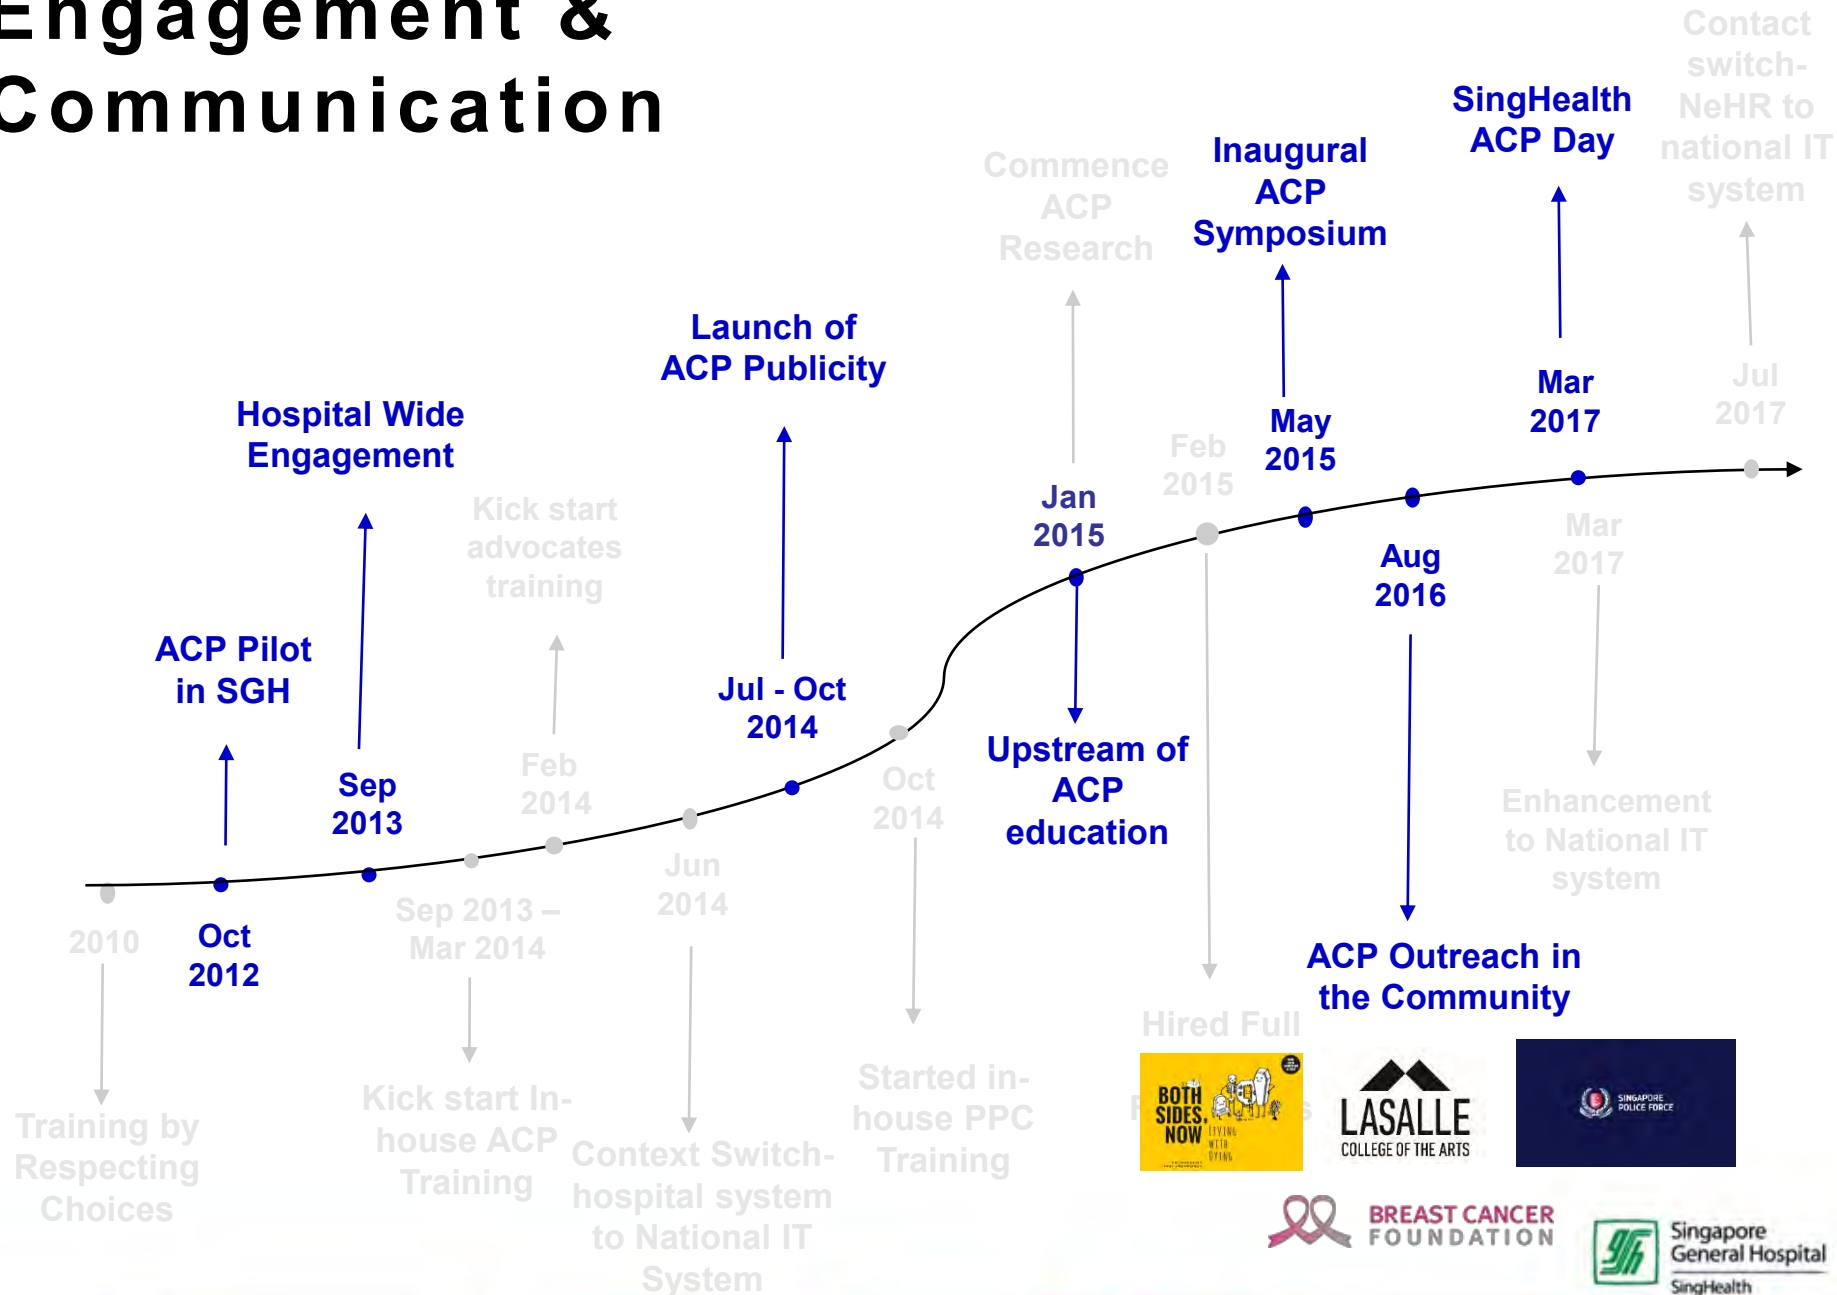 Engagement &
Communication
Contact
switch-
NeHR to
national IT
system
SingHealth
ACP Day
Inaugural
ACP
Symposium
Commence
ACP
Research
Launch of
ACP Publicity
Hospital Wide
Engagement
Kick start
advocates
training
ACP Pilot
in SGH
Jul
2017
Mar
2017
May
2015
Feb
2015
Jan
2015
Aug
2016
Mar
2017
Jul - Oct
2014
Oct
2014
Sep
2013
Feb
2014
Jun
2014
Sep 2013 –
Mar 2014
Oct
2012
2010
Upstream of
ACP
education
Enhancement
to National IT
system
ACP Outreach in
the Community
Hired Full
Training by
Respecting
Choices
Kick start In-
house ACP
Training
Context Switch-
hospital system
to National IT
System
Started in-
house PPC
Training
BOTH
SIDES,
NOW
LIVING
WITH
DYING
LASALLE
COLLEGE OF THE ARTS
SINGAPORE
POLICE FORCE
BREAST CANCER
FOUNDATION
Singapore
General Hospital
SingHealth